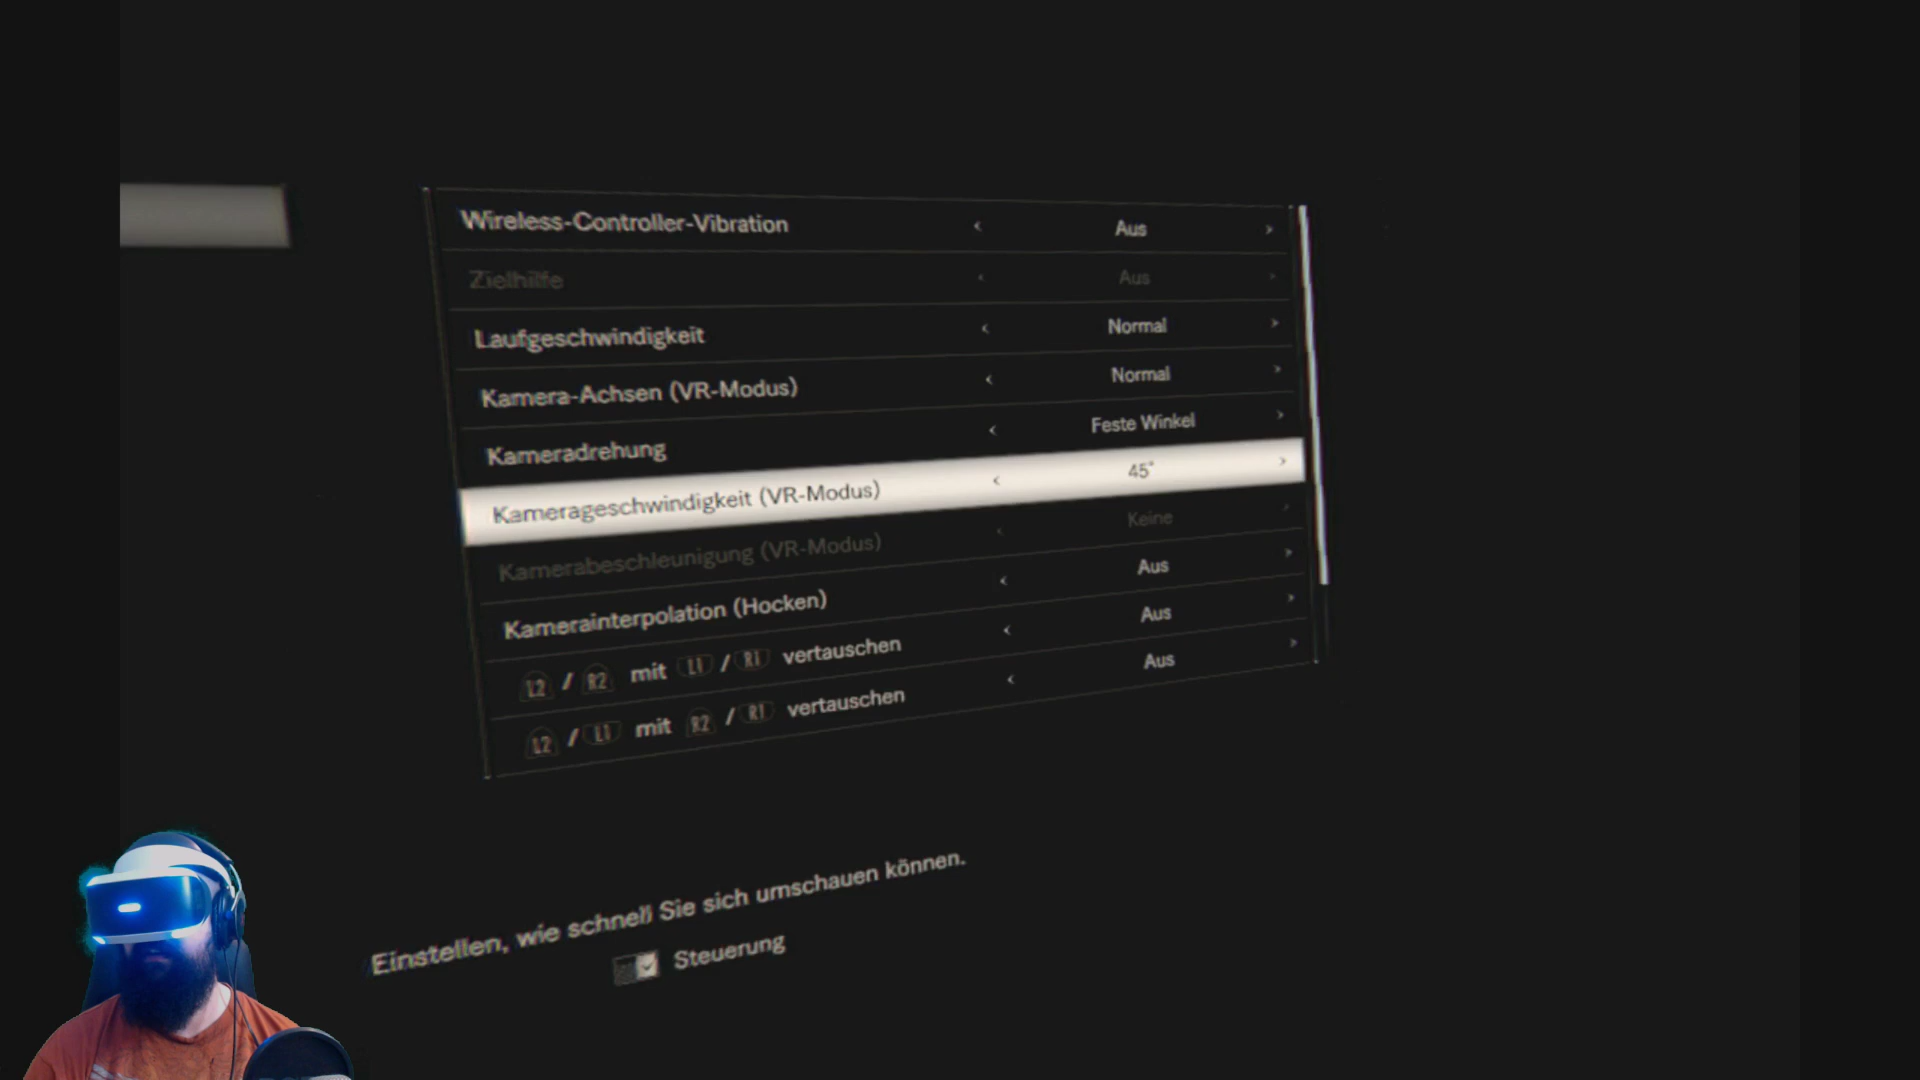 Wireless-Controller-Vibration < Aus >
Zielhilfe < Aus >
Laufgeschwindigkeit < Normal >
Kamera-Achsen (VR-Modus) < Normal >
Kameradrehung < Feste Winkel >
Kamerageschwindigkeit (VR-Modus) < 45° >
Kamerabeschleunigung (VR-Modus) < Keine >
Kamerainterpolation (Hocken) < Aus >
L2 / R2 mit L1 / R1 vertauschen < Aus >
L2 / L1 mit R2 / R1 vertauschen < Aus >
Einstellen, wie schnell Sie sich umschauen können.
Steuerung